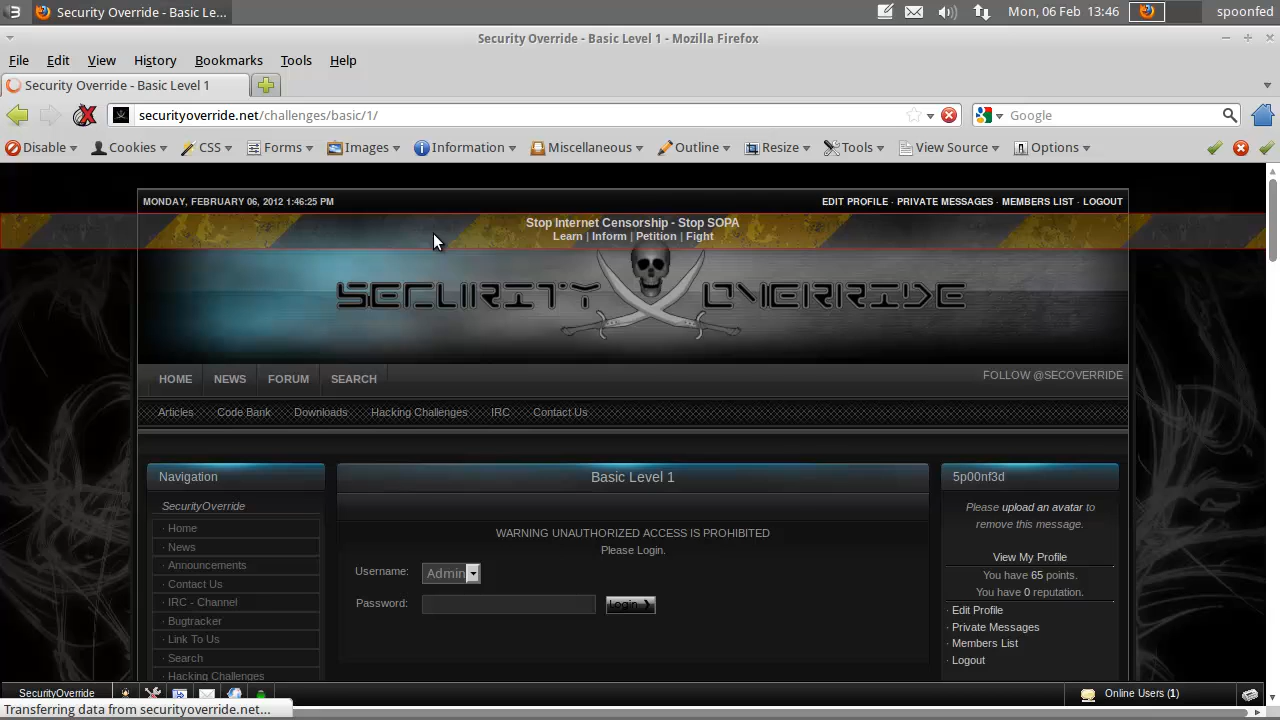 Security Override - Basic Le...
Mon, 06 Feb 13:46
spoonfed
Security Override - Basic Level 1 - Mozilla Firefox
File Edit View History Bookmarks Tools Help
Security Override - Basic Level 1
securityoverride.net/challenges/basic/1/
Google
Disable Cookies CSS Forms Images Information Miscellaneous Outline Resize Tools View Source Options
MONDAY, FEBRUARY 06, 2012 1:46:25 PM
EDIT PROFILE · PRIVATE MESSAGES · MEMBERS LIST · LOGOUT
Stop Internet Censorship - Stop SOPA
Learn | Inform | Petition | Fight
SECURITY OVERRIDE
HOME NEWS FORUM SEARCH
FOLLOW @SECOVERRIDE
Articles Code Bank Downloads Hacking Challenges IRC Contact Us
Navigation
SecurityOverride
· Home
· News
· Announcements
· Contact Us
· IRC - Channel
· Bugtracker
· Link To Us
· Search
· Hacking Challenges
Basic Level 1
WARNING UNAUTHORIZED ACCESS IS PROHIBITED
Please Login.
Username: Admin
Password: Login
5p00nf3d
Please upload an avatar to
remove this message.
View My Profile
You have 65 points.
You have 0 reputation.
· Edit Profile
· Private Messages
· Members List
· Logout
SecurityOverride
Online Users (1)
Transferring data from securityoverride.net...